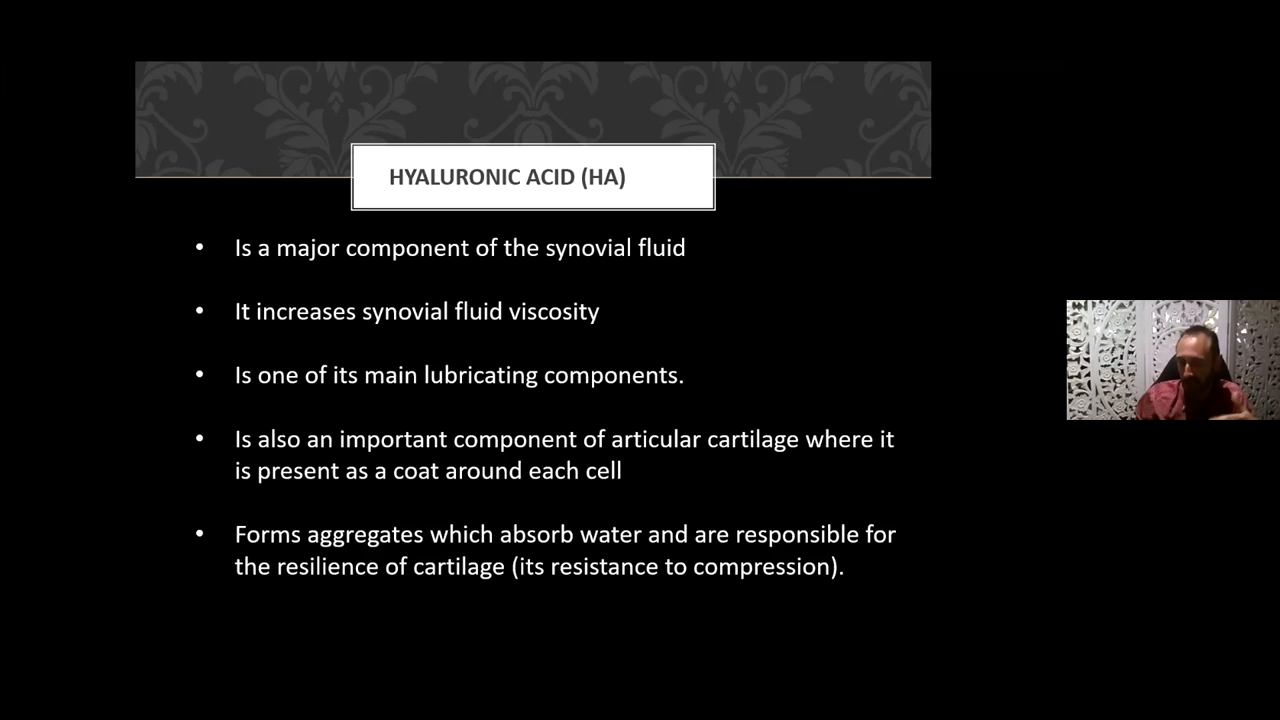 HYALURONIC ACID (HA)
• Is a major component of the synovial fluid
• It increases synovial fluid viscosity
• Is one of its main lubricating components.
• Is also an important component of articular cartilage where it
is present as a coat around each cell
• Forms aggregates which absorb water and are responsible for
the resilience of cartilage (its resistance to compression).